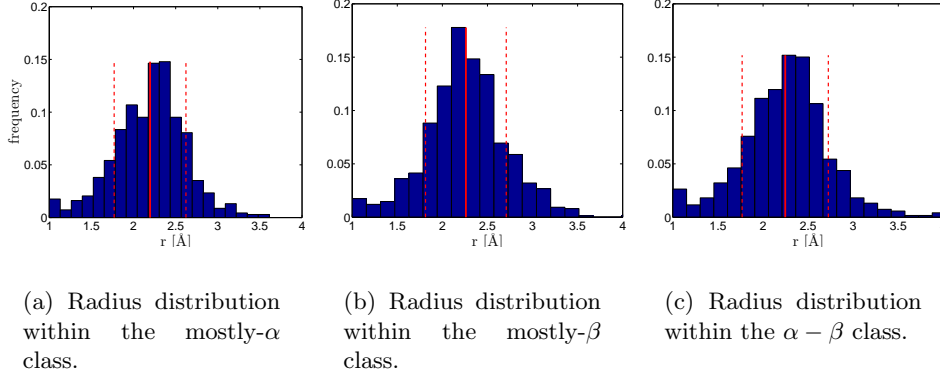 0.2
0.15
0.1
0.05
0
frequency
1 1.5 2 2.5 3 3.5 4
r [Å]
0.2
0.15
0.1
0.05
0
1 1.5 2 2.5 3 3.5 4
r [Å]
0.2
0.15
0.1
0.05
0
1 1.5 2 2.5 3 3.5
r [Å]
(a) Radius distribution
within the mostly-α
class.
(b) Radius distribution
within the mostly-β
class.
(c) Radius distribution
within the α − β class.